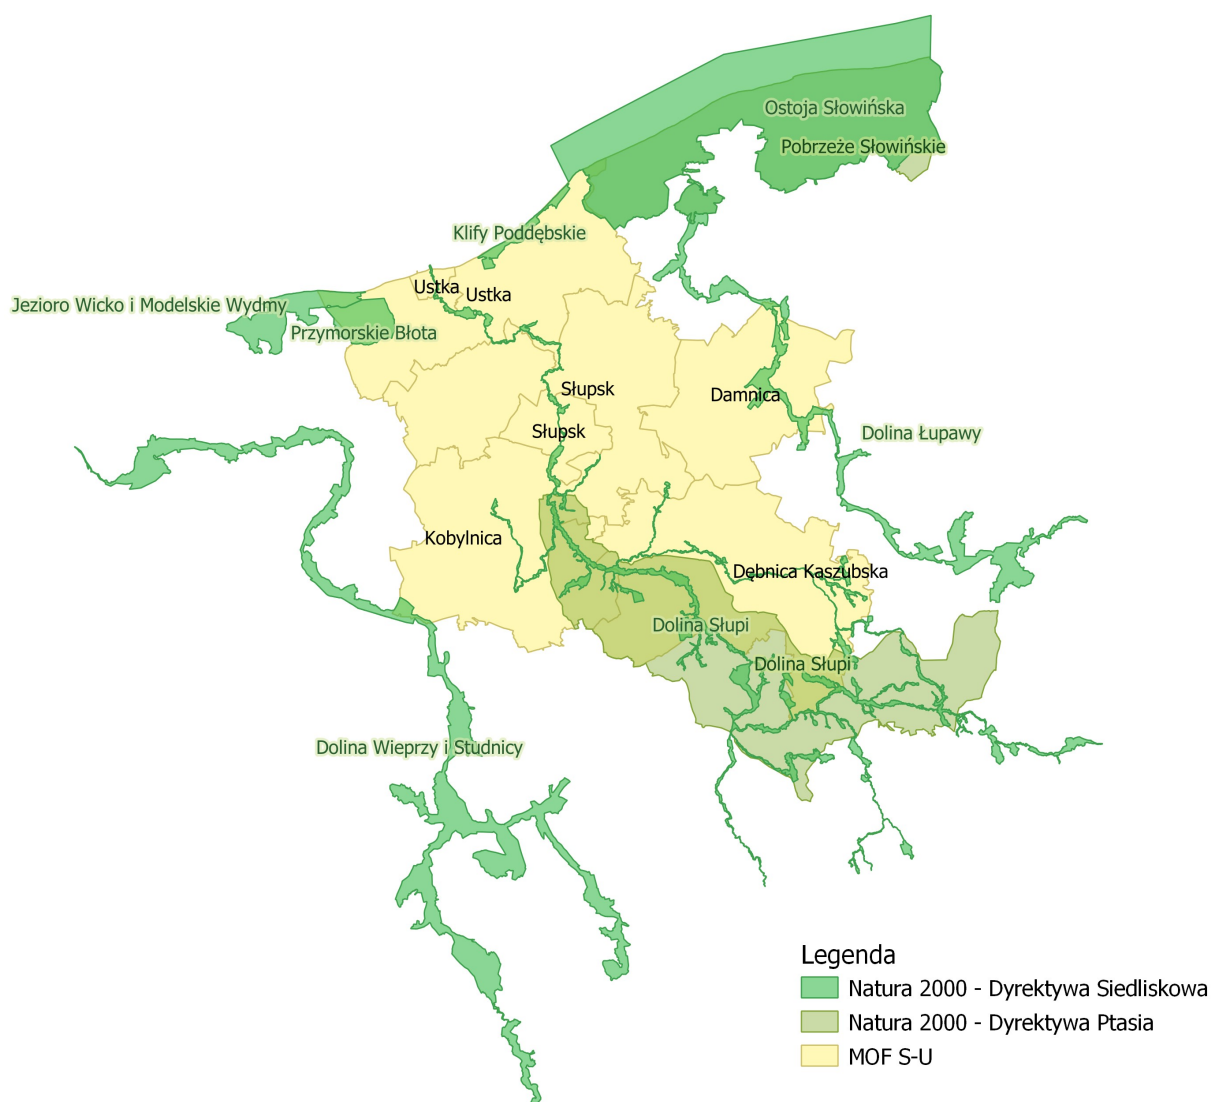 Ostoja Słowińska
Pobrzeże Słowińskie
Klify Poddębskie
Ustka
Ustka
Jezioro Wicko i Modelskie Wydmy
Przymorskie Błota
Słupsk
Damnica
Słupsk
Dolina Łupawy
Kobylnica
Dębnica Kaszubska
Dolina Słupi
Dolina Słupi
Dolina Wieprzy i Studnicy
Legenda
Natura 2000 - Dyrektywa Siedliskowa
Natura 2000 - Dyrektywa Ptasia
MOF S-U